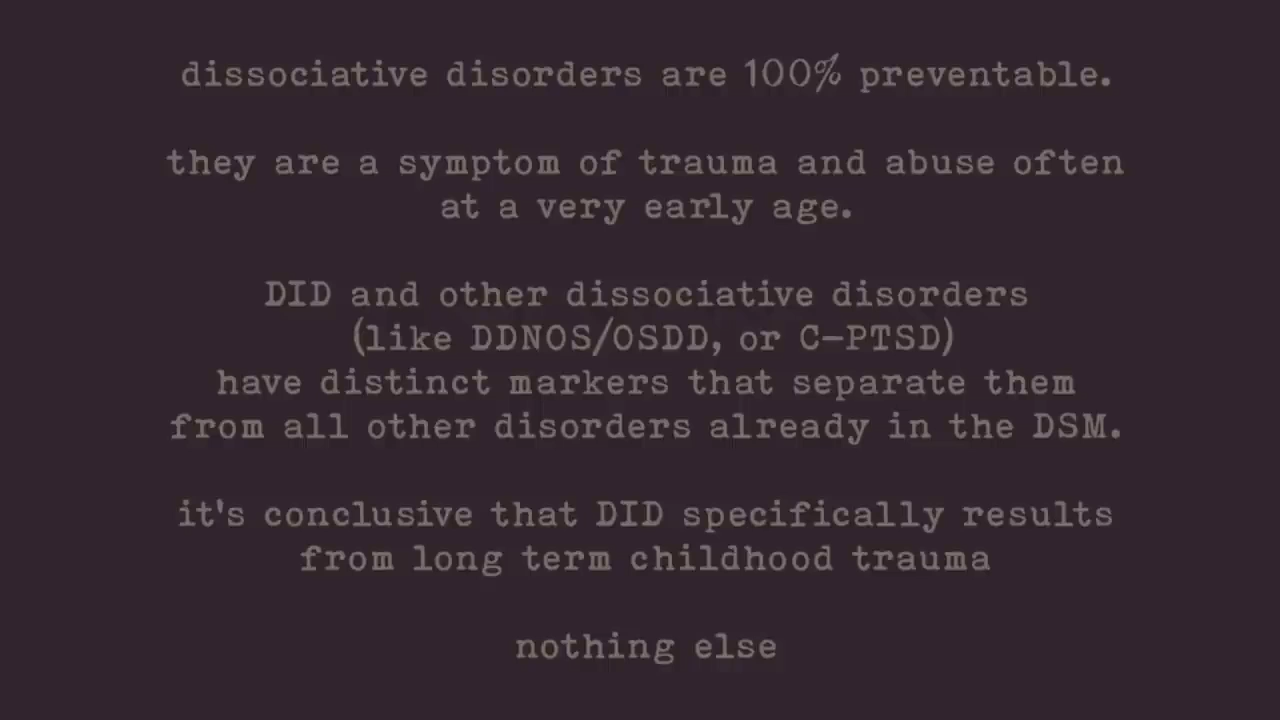 dissociative disorders are 100% preventable.
they are a symptom of trauma and abuse often
at a very early age.
DID and other dissociative disorders
(like DDNOS/OSDD, or C-PTSD)
have distinct markers that separate them
from all other disorders already in the DSM.
it's conclusive that DID specifically results
from long term childhood trauma
nothing else